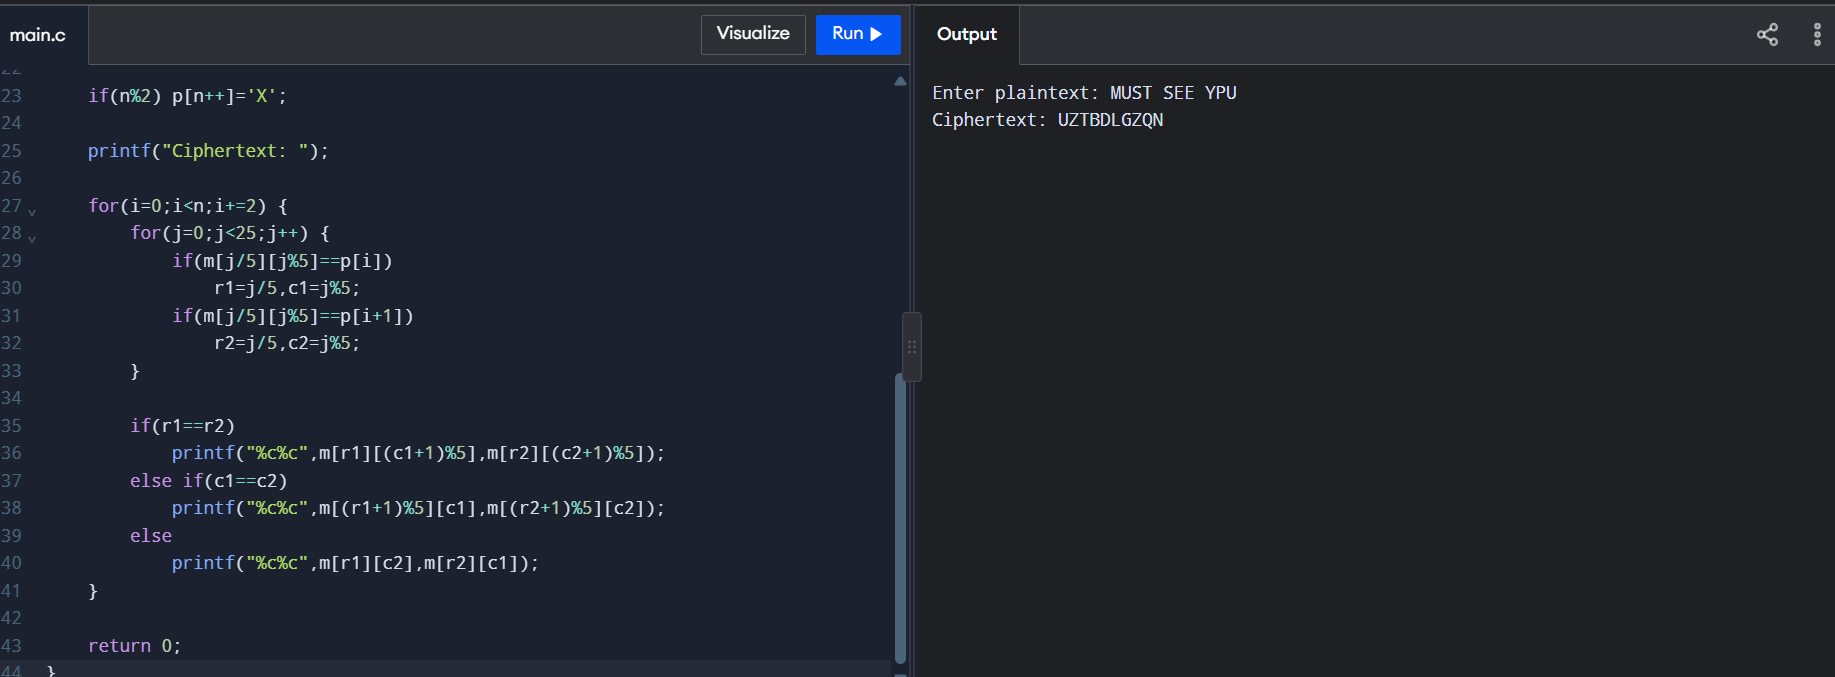 main.c
Visualize
Run
Output
22
23 if(n%2) p[n++]='X';
24
25 printf("Ciphertext: ");
26
27 for(i=0;i<n;i+=2) {
28 for(j=0;j<25;j++) {
29 if(m[j/5][j%5]==p[i])
30 r1=j/5,c1=j%5;
31 if(m[j/5][j%5]==p[i+1])
32 r2=j/5,c2=j%5;
33 }
34
35 if(r1==r2)
36 printf("%c%c",m[r1][(c1+1)%5],m[r2][(c2+1)%5]);
37 else if(c1==c2)
38 printf("%c%c",m[(r1+1)%5][c1],m[(r2+1)%5][c2]);
39 else
40 printf("%c%c",m[r1][c2],m[r2][c1]);
41 }
42
43 return 0;
44 }
Enter plaintext: MUST SEE YPU
Ciphertext: UZTBDLGZQN